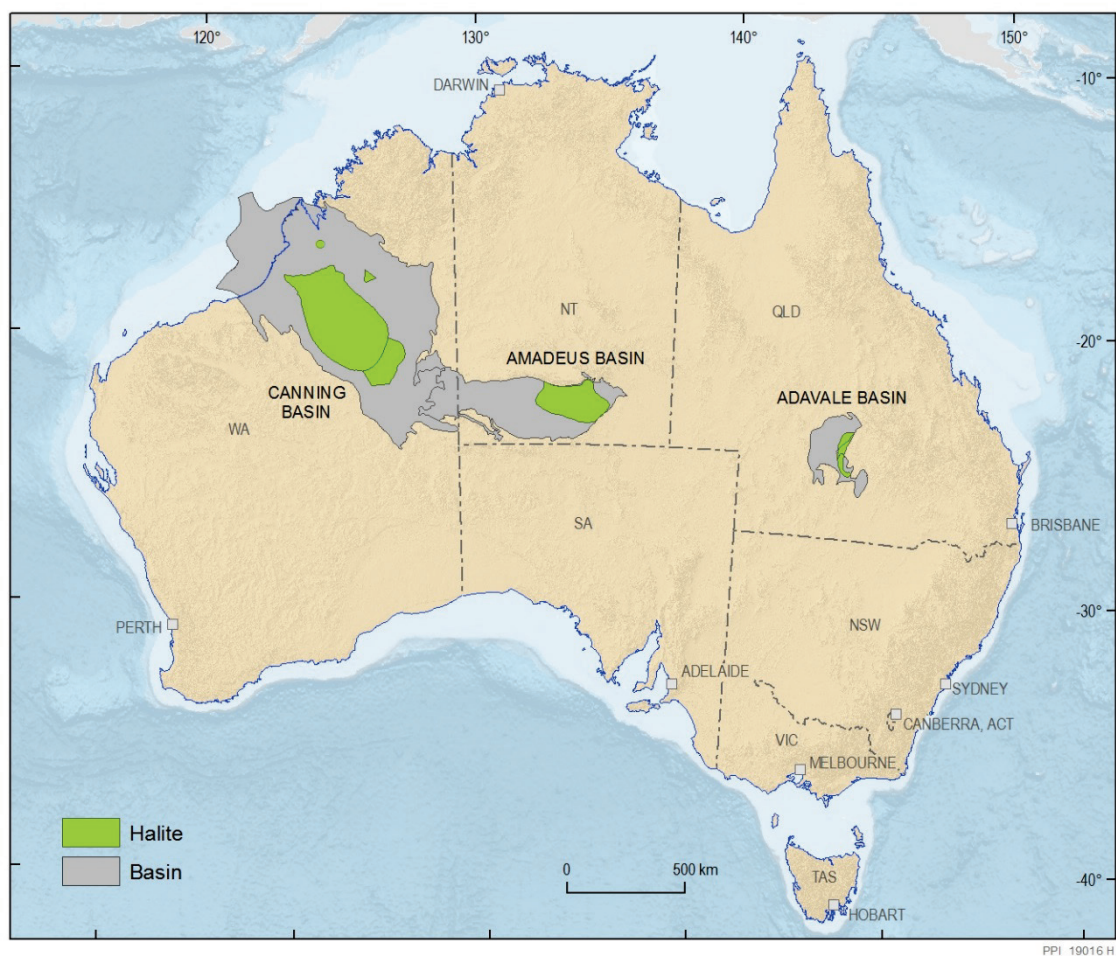 120°
130°
140°
150°
-10°
DARWIN
NT
QLD
-20°
AMADEUS BASIN
CANNING
BASIN
ADAVALE BASIN
WA
SA
BRISBANE
-30°
PERTH
NSW
ADELAIDE
SYDNEY
CANBERRA, ACT
VIC
MELBOURNE
Halite
Basin
0
500 km
TAS
-40°
HOBART
PPI 19016 H